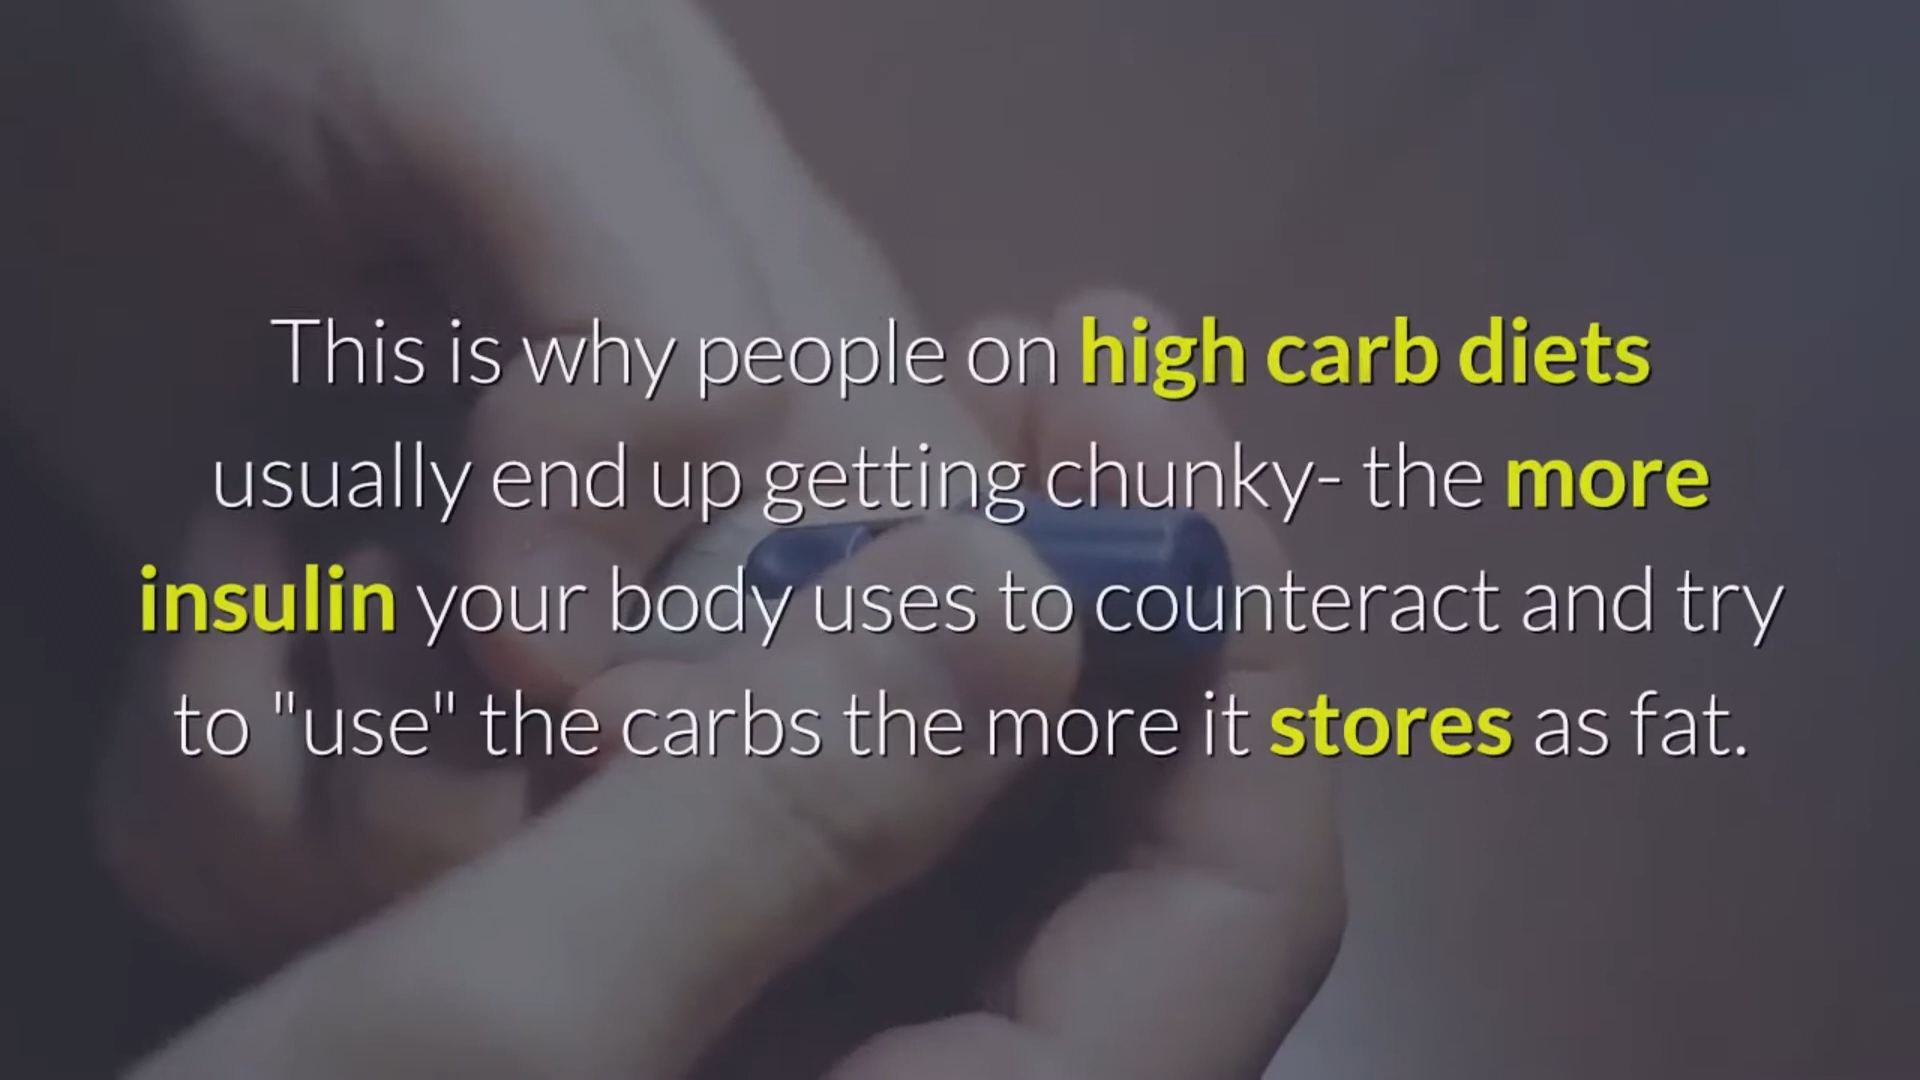 This is why people on high carb diets
usually end up getting chunky- the more
insulin your body uses to counteract and try
to "use" the carbs the more it stores as fat.